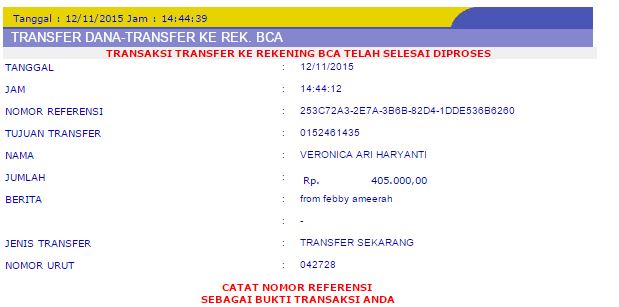 Tanggal : 12/11/2015 Jam : 14:44:39
TRANSFER DANA-TRANSFER KE REK. BCA
TRANSAKSI TRANSFER KE REKENING BCA TELAH SELESAI DIPROSES
TANGGAL : 12/11/2015
JAM : 14:44:12
NOMOR REFERENSI : 253C72A3-2E7A-3B6B-82D4-1DDE536B6260
TUJUAN TRANSFER : 0152461435
NAMA : VERONICA ARI HARYANTI
JUMLAH : Rp. 405.000,00
BERITA : from febby ameerah
: -
JENIS TRANSFER : TRANSFER SEKARANG
NOMOR URUT : 042728
CATAT NOMOR REFERENSI
SEBAGAI BUKTI TRANSAKSI ANDA